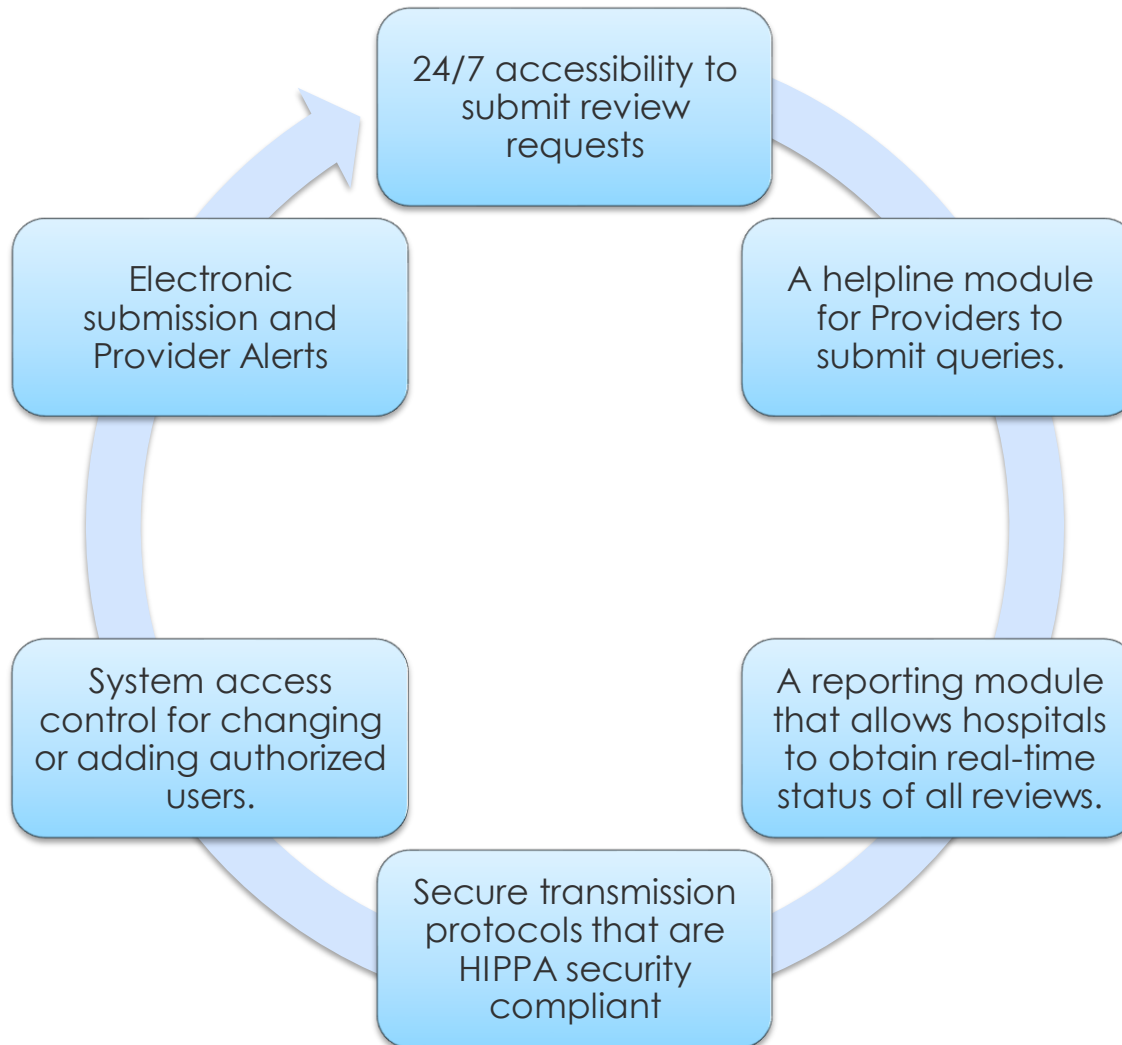 24/7 accessibility to
submit review
requests
A helpline module
for Providers to
submit queries.
A reporting module
that allows hospitals
to obtain real-time
status of all reviews.
Secure transmission
protocols that are
HIPPA security
compliant
System access
control for changing
or adding authorized
users.
Electronic
submission and
Provider Alerts